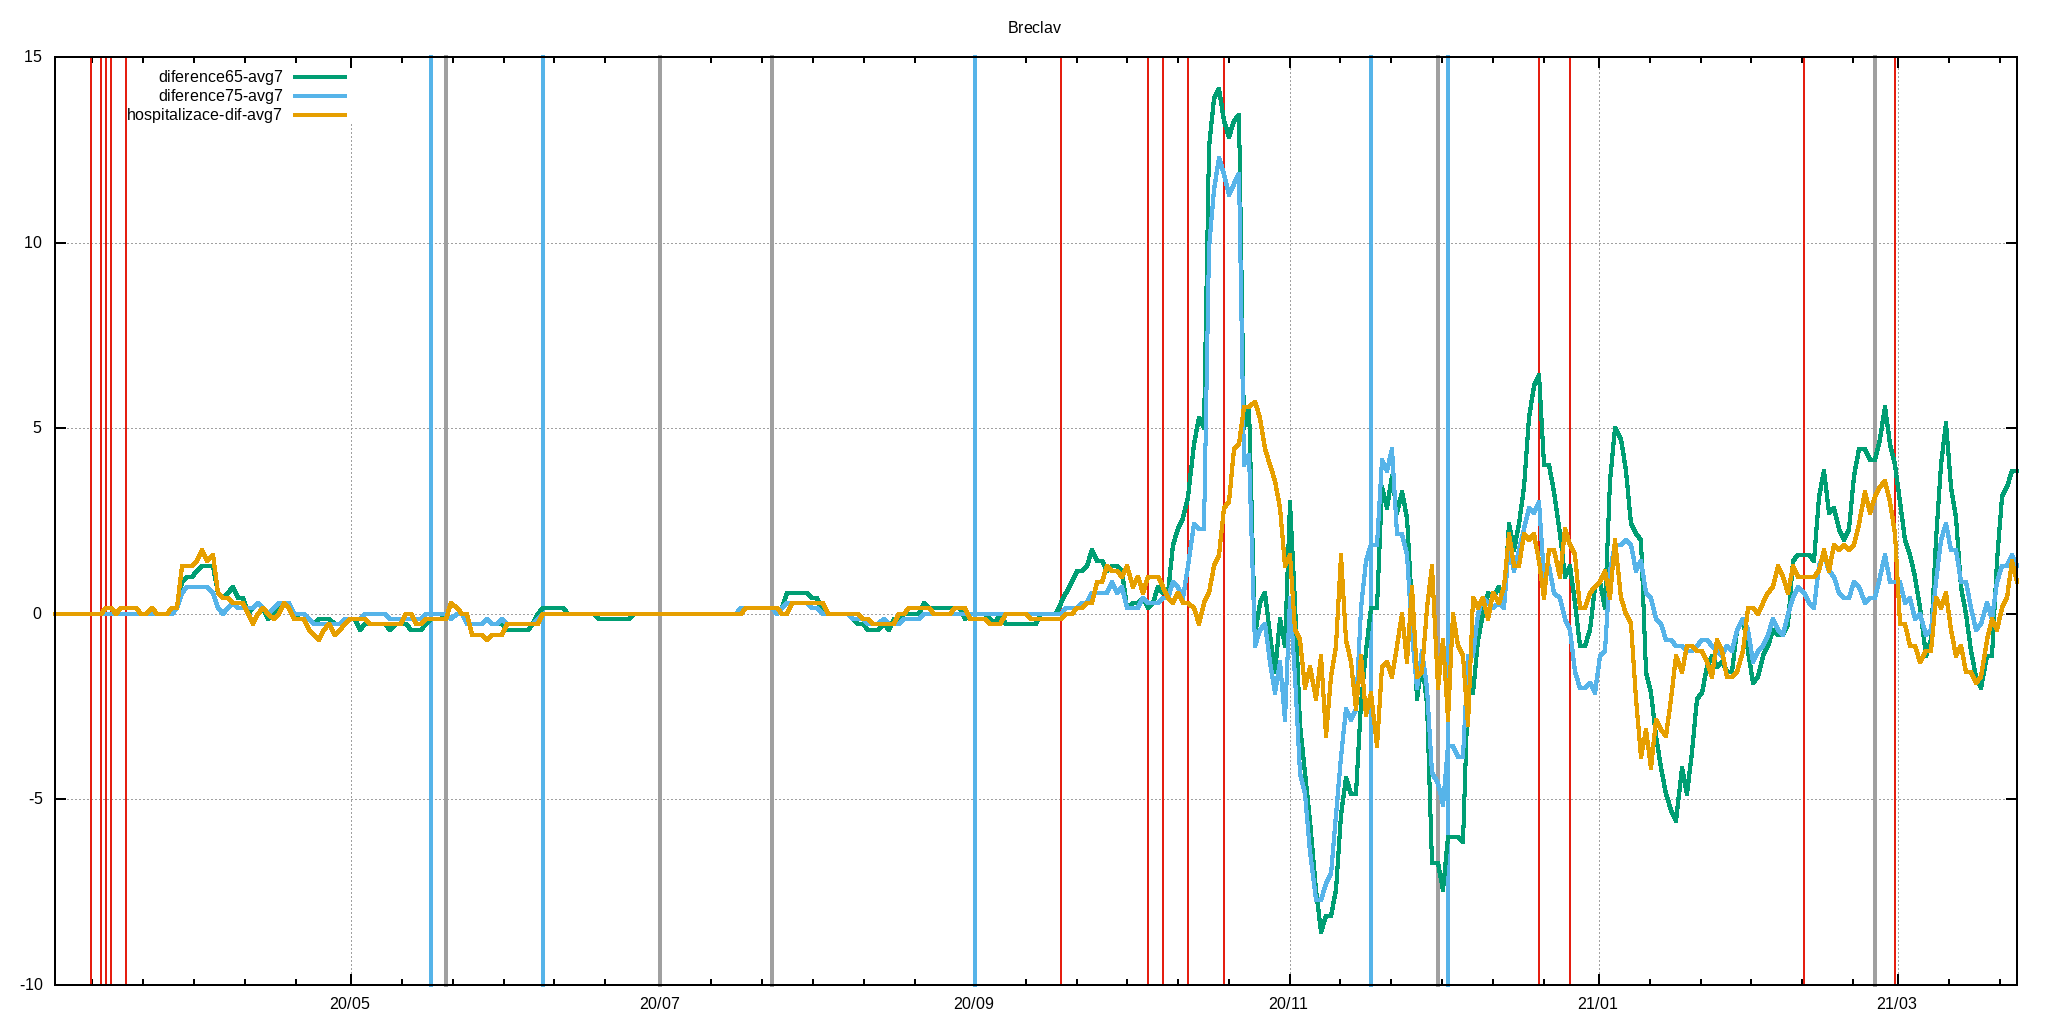 Breclav
15
diference65-avg7
diference75-avg7
hospitalizace-dif-avg7
10
5
0
-5
-10
20/05 20/07 20/09 20/11 21/01 21/03